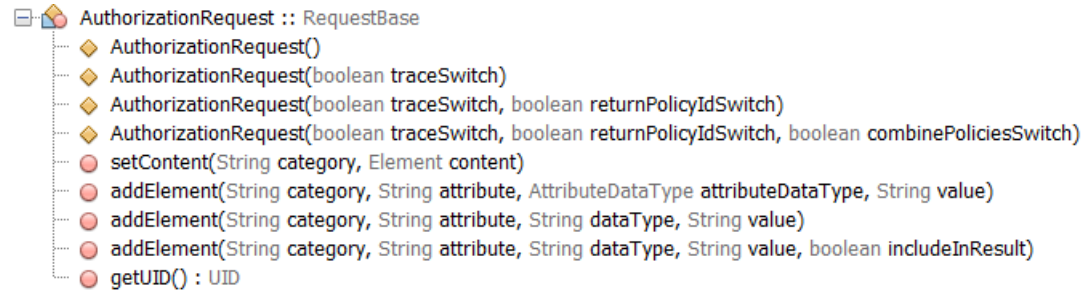 AuthorizationRequest :: RequestBase
AuthorizationRequest()
AuthorizationRequest(boolean traceSwitch)
AuthorizationRequest(boolean traceSwitch, boolean returnPolicyIdSwitch)
AuthorizationRequest(boolean traceSwitch, boolean returnPolicyIdSwitch, boolean combinePoliciesSwitch)
setContent(String category, Element content)
addElement(String category, String attribute, AttributeDataType attributeDataType, String value)
addElement(String category, String attribute, String dataType, String value)
addElement(String category, String attribute, String dataType, String value, boolean includeInResult)
getUID() : UID